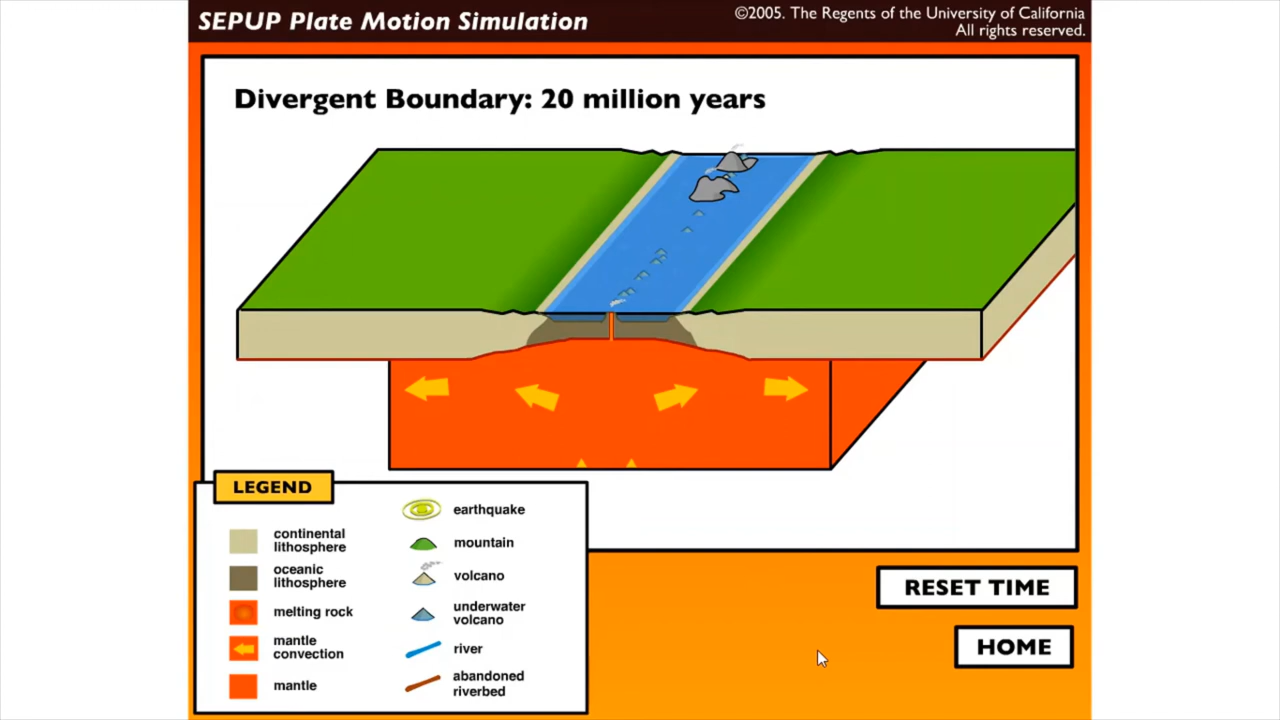 SEPUP Plate Motion Simulation
©2005. The Regents of the University of California
All rights reserved.
Divergent Boundary: 20 million years
LEGEND
continental
lithosphere
oceanic
lithosphere
melting rock
mantle
convection
mantle
earthquake
mountain
volcano
underwater
volcano
river
abandoned
riverbed
RESET TIME
HOME